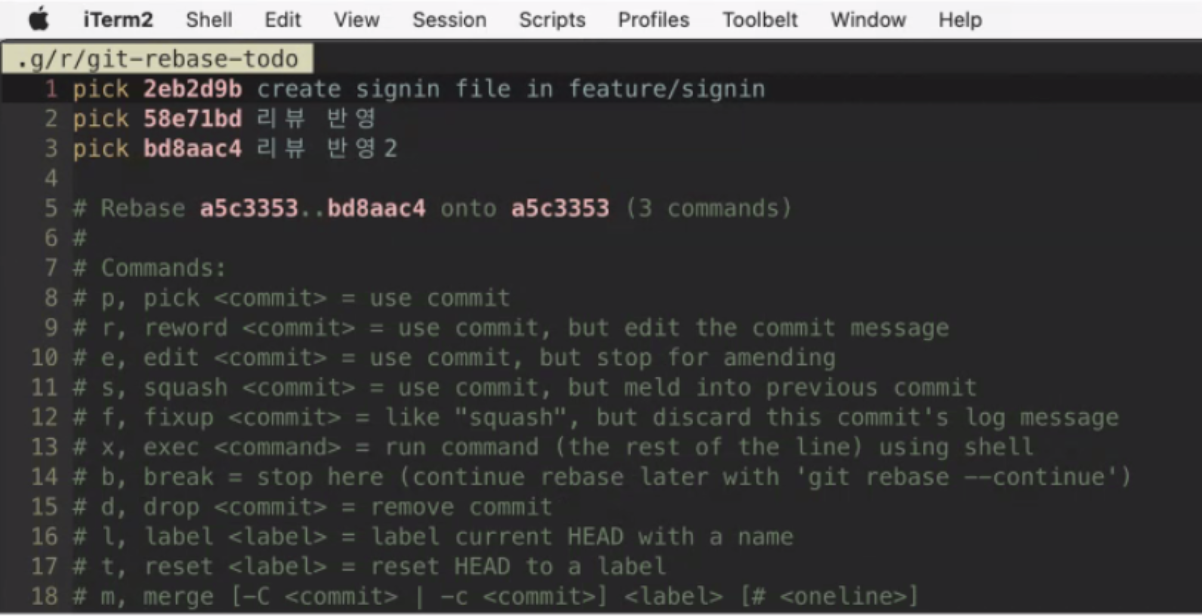 iTerm2 Shell Edit View Session Scripts Profiles Toolbelt Window Help
.g/r/git-rebase-todo
1 pick 2eb2d9b create signin file in feature/signin
2 pick 58e71bd 리뷰 반영
3 pick bd8aac4 리뷰 반영2
4
5 # Rebase a5c3353..bd8aac4 onto a5c3353 (3 commands)
6 #
7 # Commands:
8 # p, pick <commit> = use commit
9 # r, reword <commit> = use commit, but edit the commit message
10 # e, edit <commit> = use commit, but stop for amending
11 # s, squash <commit> = use commit, but meld into previous commit
12 # f, fixup <commit> = like "squash", but discard this commit's log message
13 # x, exec <command> = run command (the rest of the line) using shell
14 # b, break = stop here (continue rebase later with 'git rebase --continue')
15 # d, drop <commit> = remove commit
16 # l, label <label> = label current HEAD with a name
17 # t, reset <label> = reset HEAD to a label
18 # m, merge [-C <commit> | -c <commit>] <label> [# <oneline>]